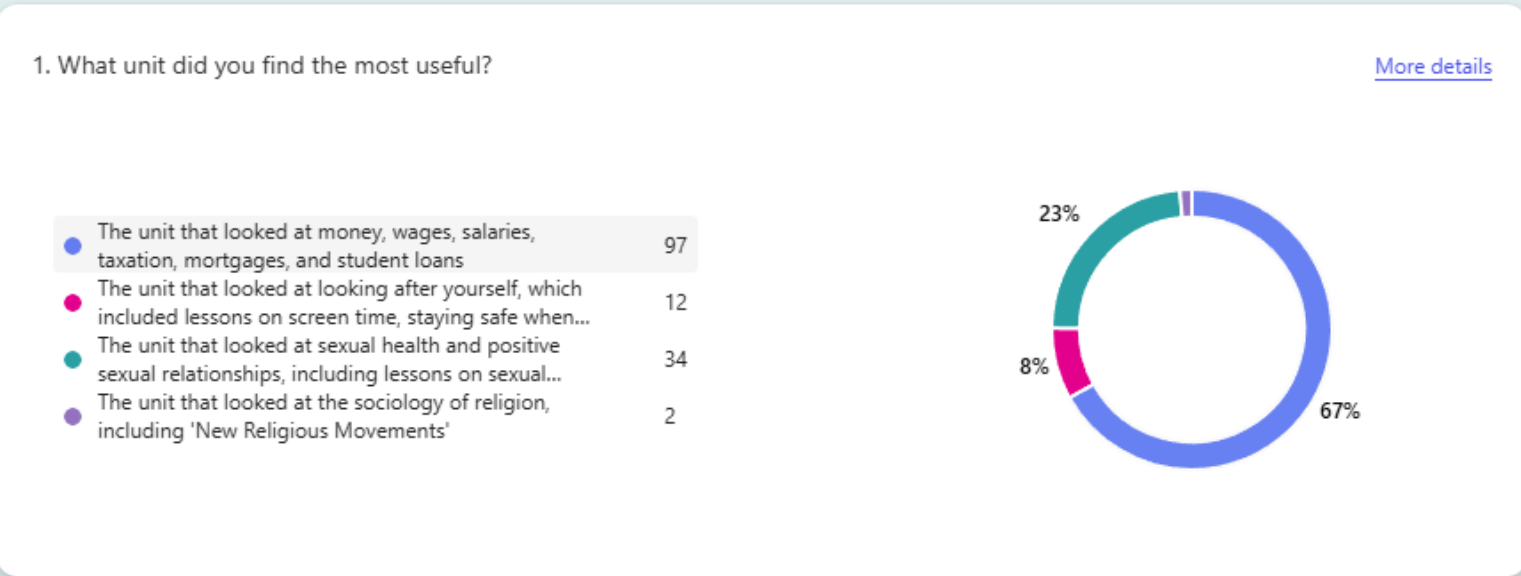 1. What unit did you find the most useful?
More details
The unit that looked at money, wages, salaries,
taxation, mortgages, and student loans
97
The unit that looked at looking after yourself, which
included lessons on screen time, staying safe when...
12
The unit that looked at sexual health and positive
sexual relationships, including lessons on sexual...
34
The unit that looked at the sociology of religion,
including 'New Religious Movements'
2
23%
8%
67%